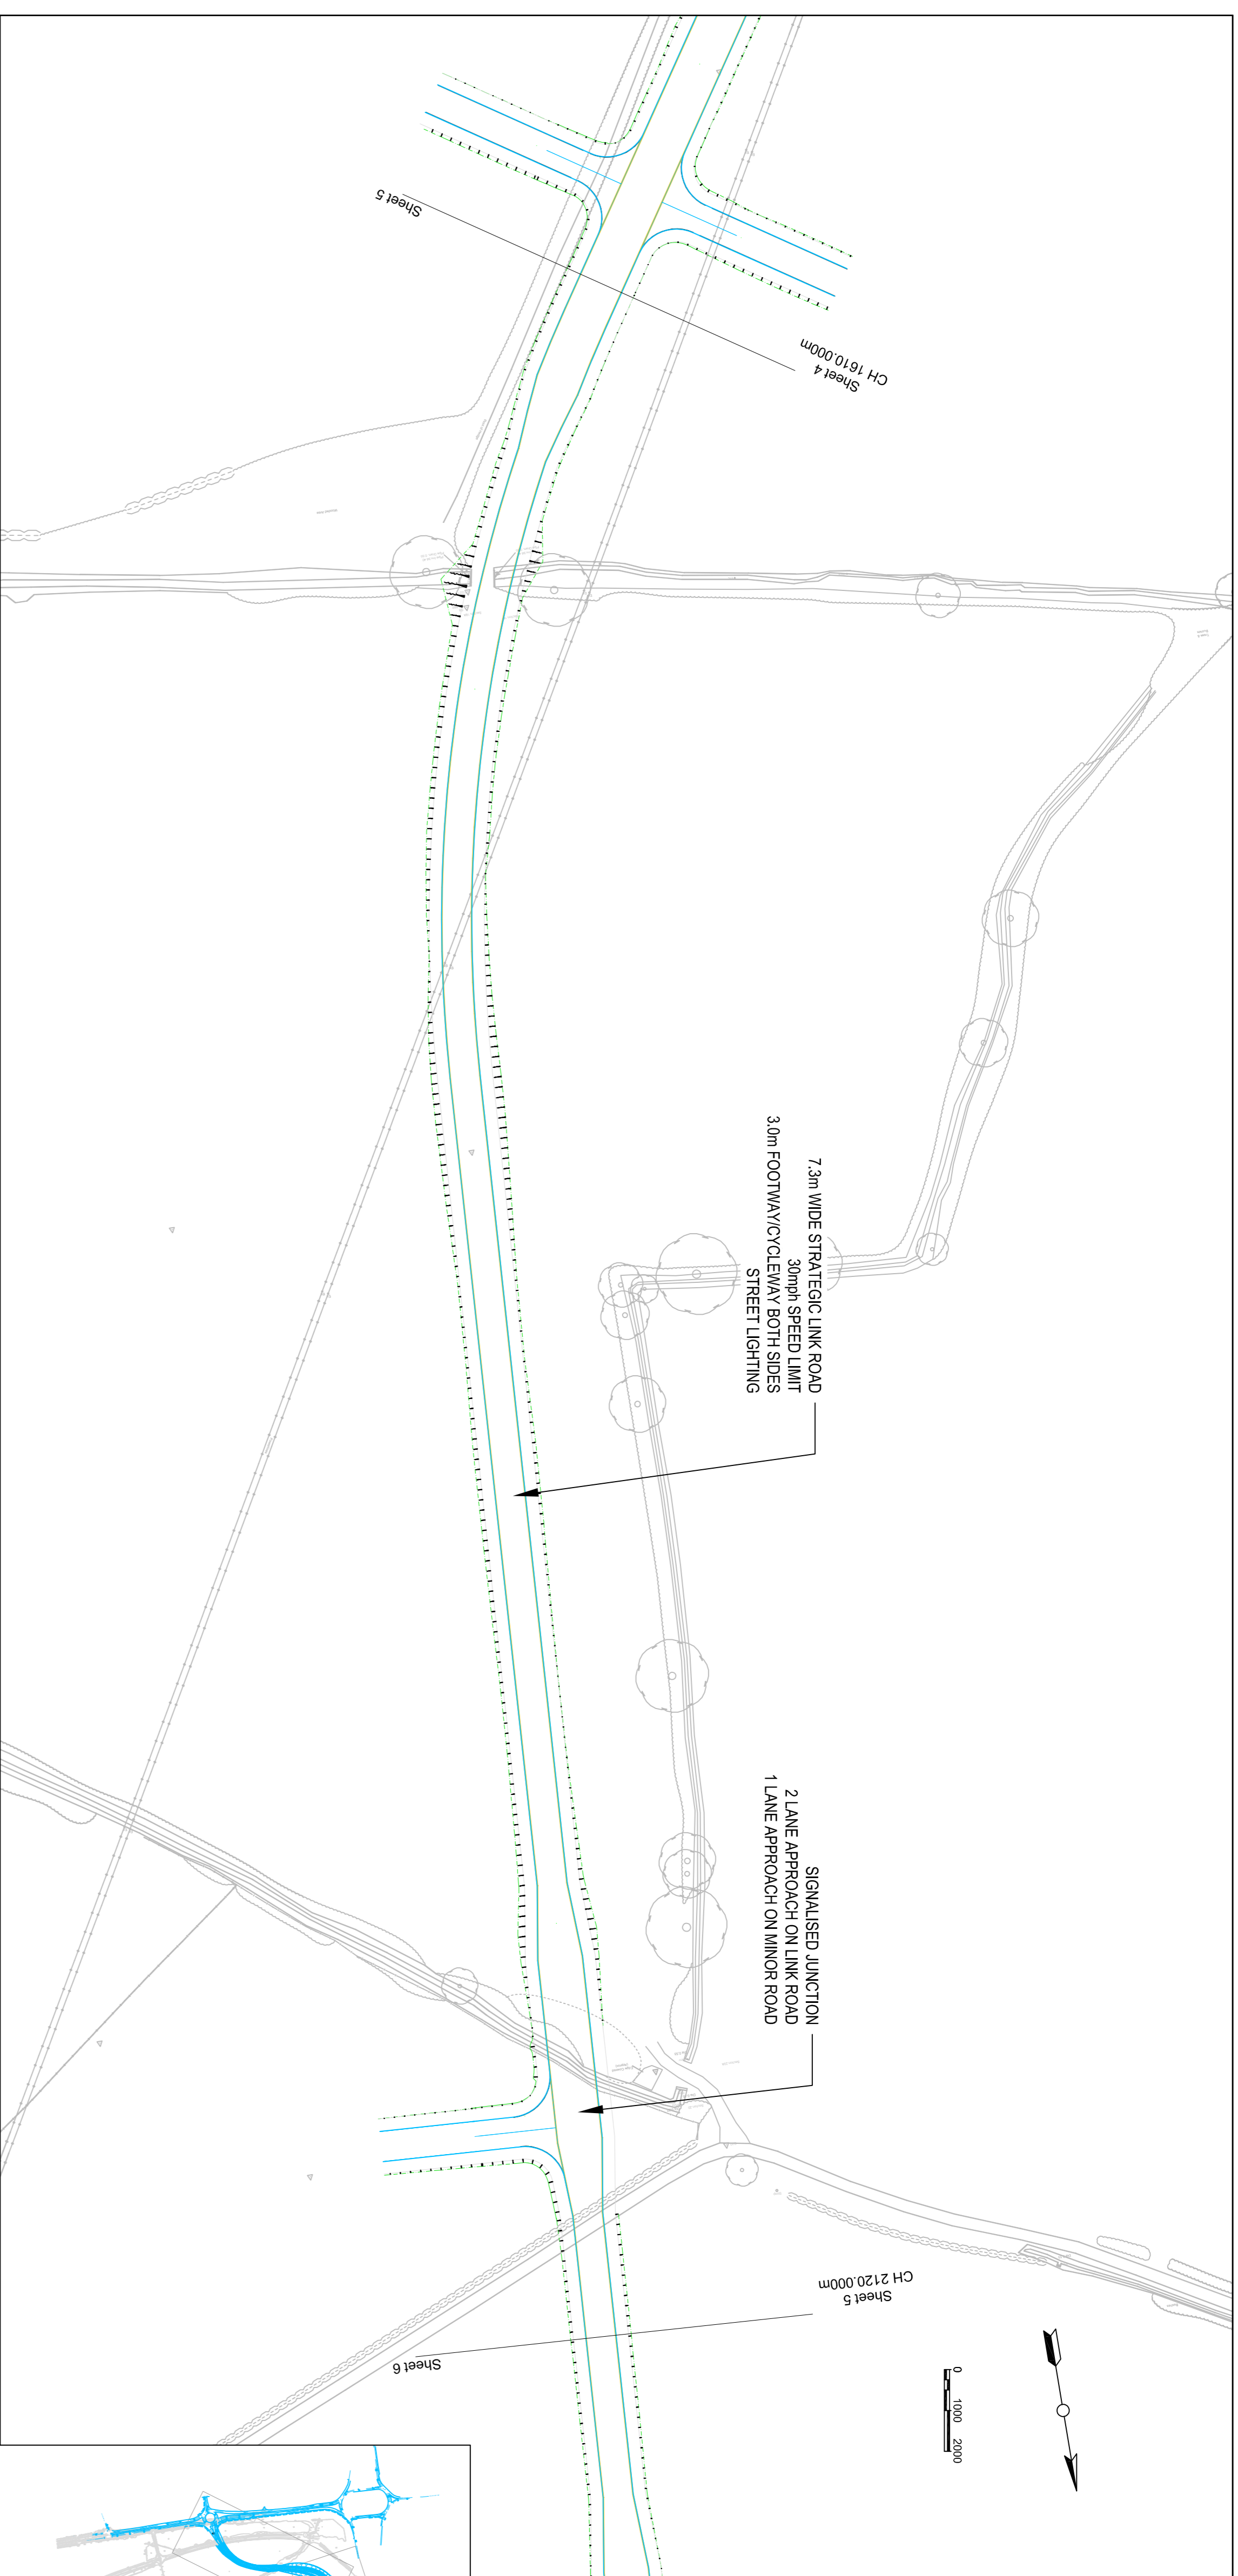 Sheet 5
Sheet 4
CH 1610.000m
7.3m WIDE STRATEGIC LINK ROAD
30mph SPEED LIMIT
3.0m FOOTWAY/CYCLEWAY BOTH SIDES
STREET LIGHTING
SIGNALISED JUNCTION
2 LANE APPROACH ON LINK ROAD
1 LANE APPROACH ON MINOR ROAD
Sheet 5
CH 2120.000m
Sheet 6
0 1000 2000